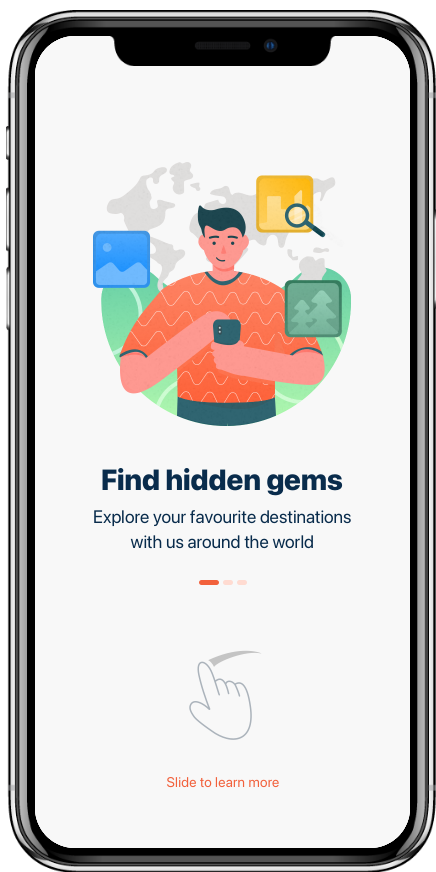 Find hidden gems
Explore your favourite destinations
with us around the world
Slide to learn more